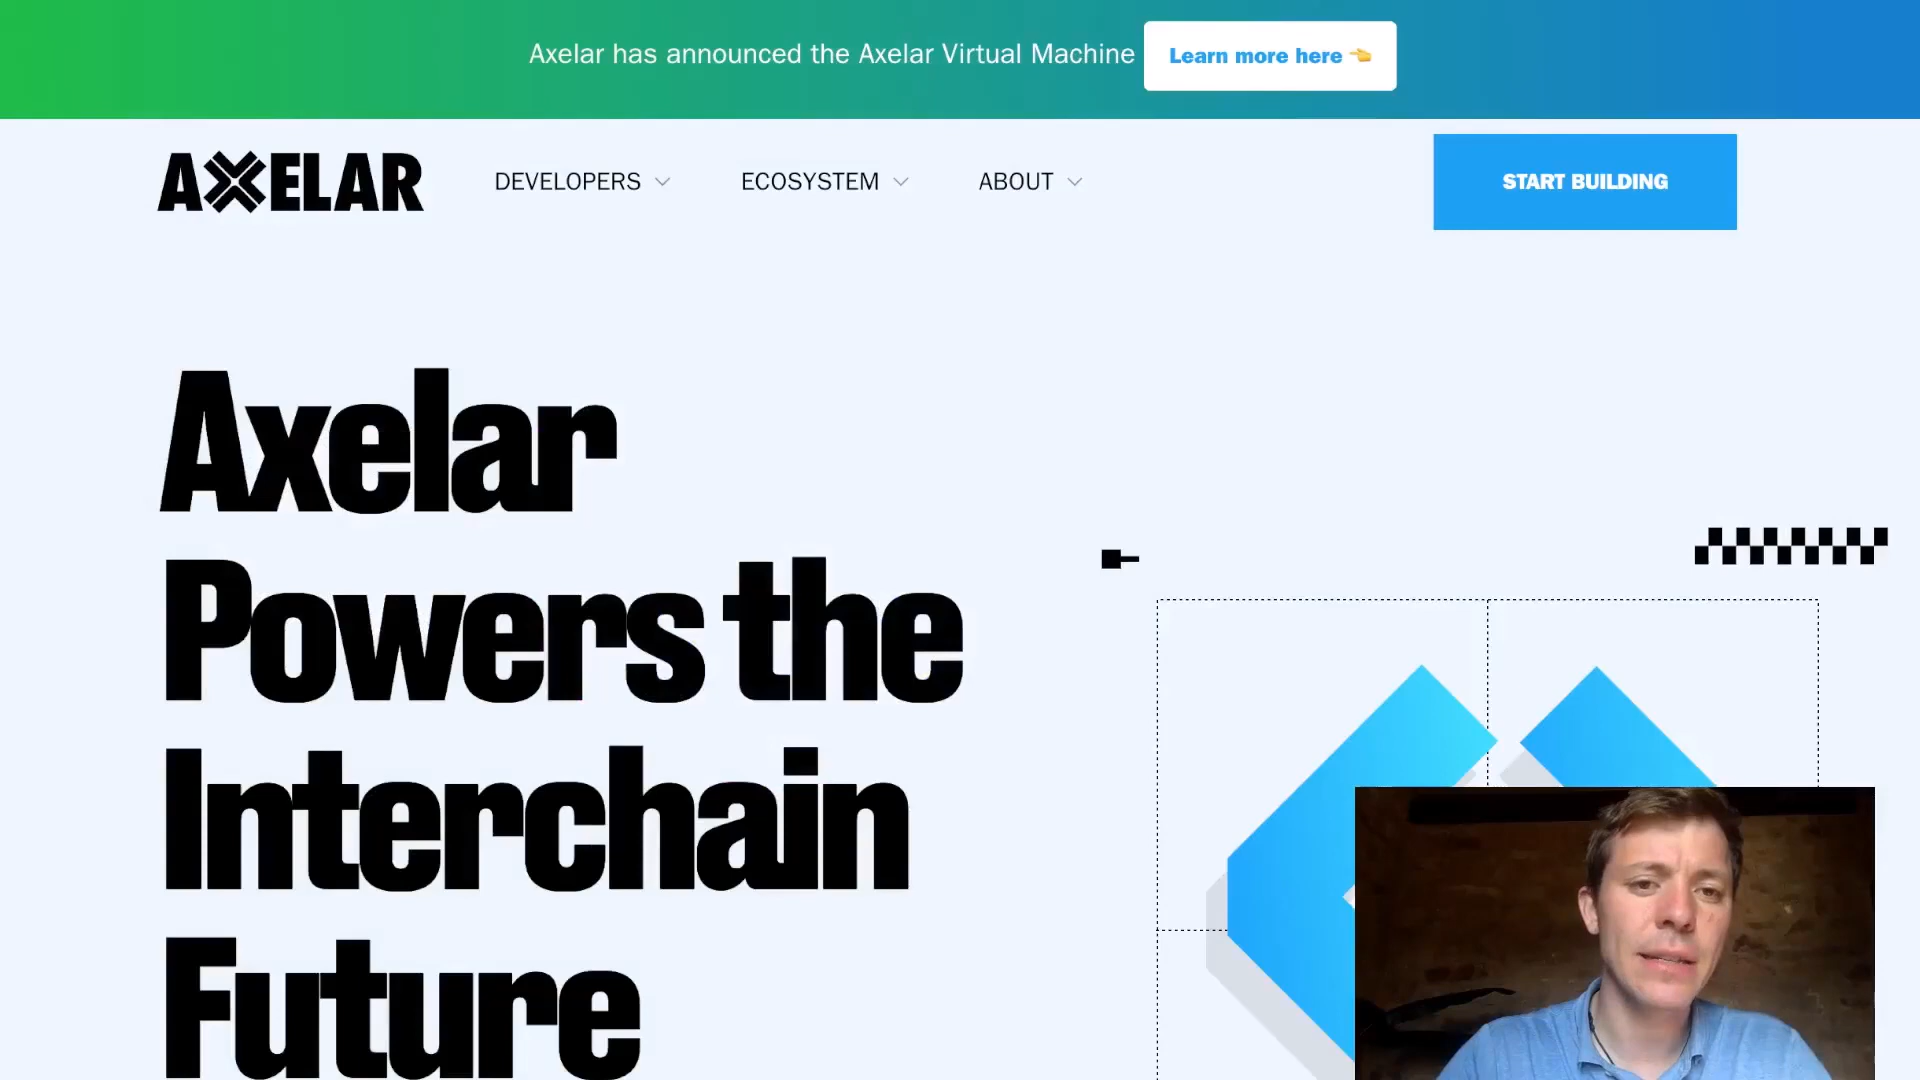 Axelar has announced the Axelar Virtual Machine Learn more here 👈
AXELAR DEVELOPERS ECOSYSTEM ABOUT START BUILDING
Axelar
Powers the
Interchain
Future